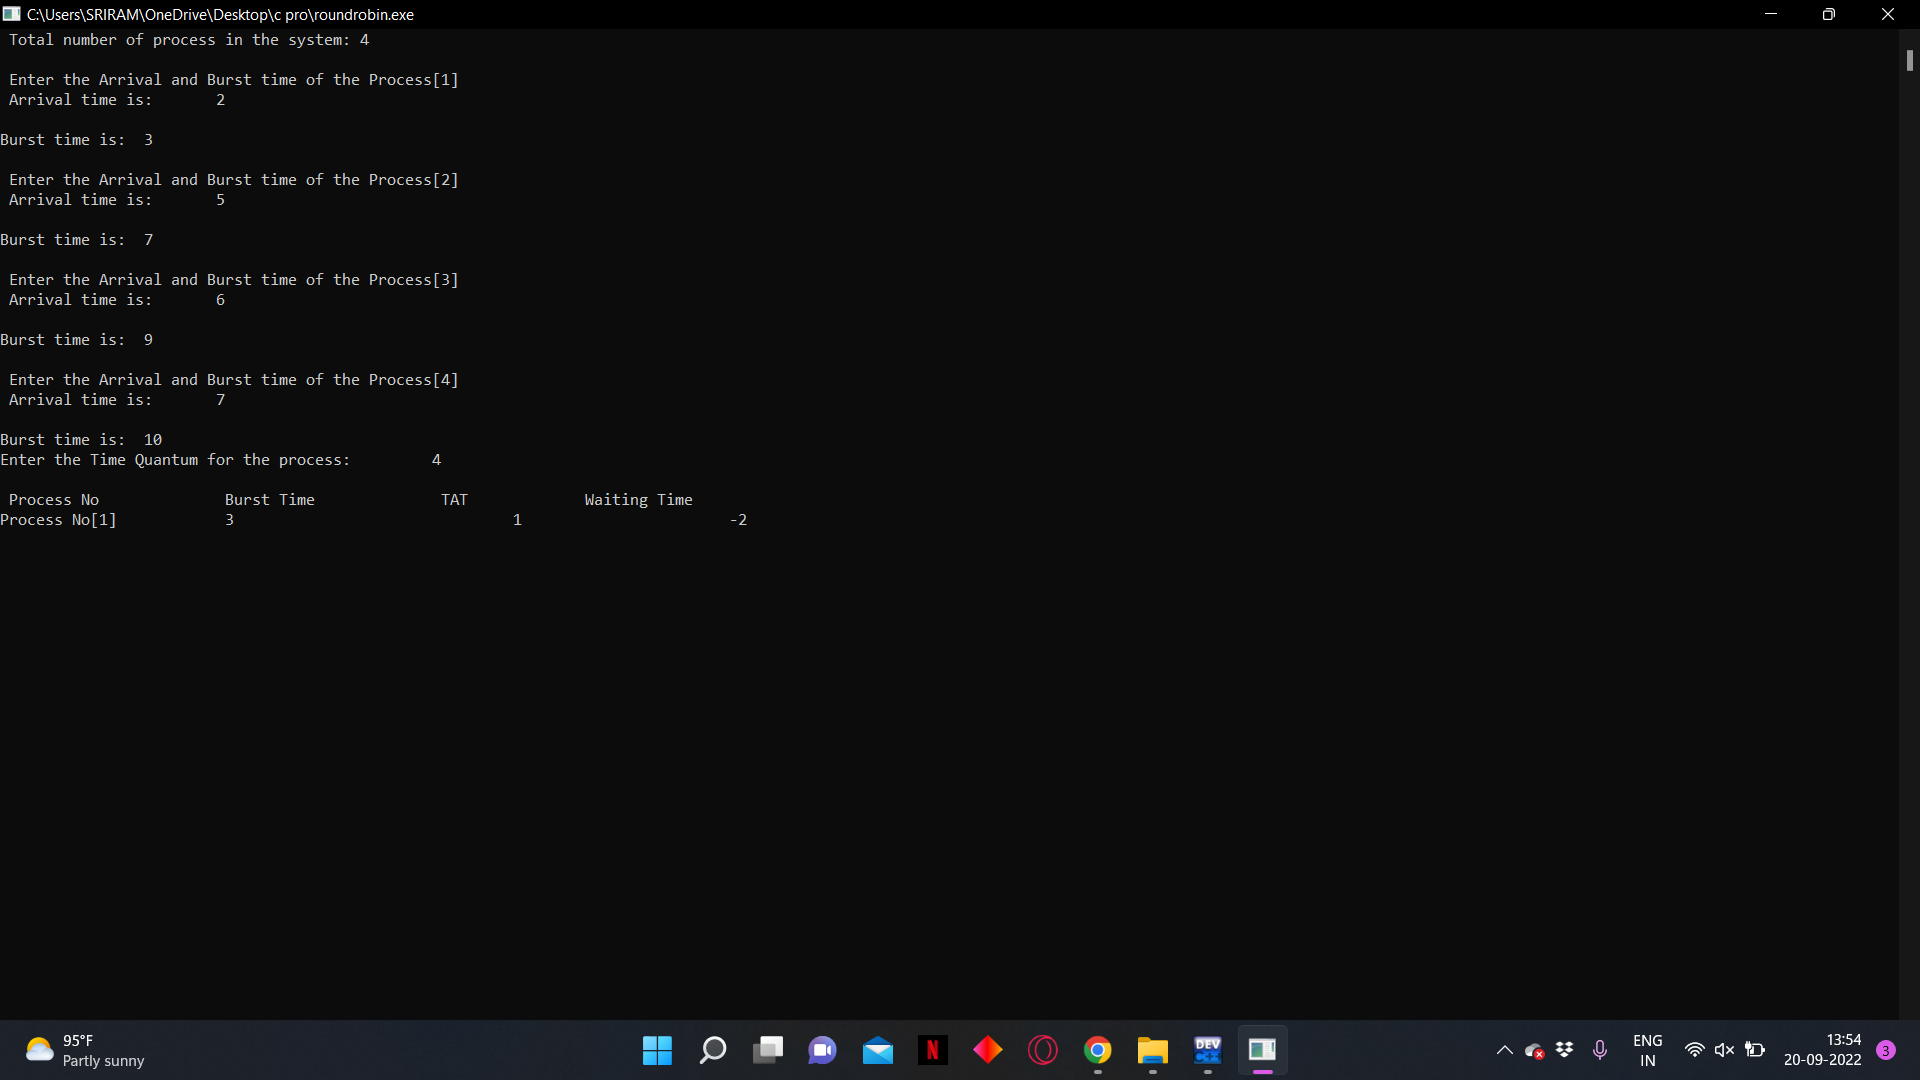 C:\Users\SRIRAM\OneDrive\Desktop\c pro\roundrobin.exe
Total number of process in the system: 4
Enter the Arrival and Burst time of the Process[1]
Arrival time is: 2
Burst time is: 3
Enter the Arrival and Burst time of the Process[2]
Arrival time is: 5
Burst time is: 7
Enter the Arrival and Burst time of the Process[3]
Arrival time is: 6
Burst time is: 9
Enter the Arrival and Burst time of the Process[4]
Arrival time is: 7
Burst time is: 10
Enter the Time Quantum for the process: 4
Process No Burst Time TAT Waiting Time
Process No[1] 3 1 -2
95°F
Partly sunny
N
DEV
C++
ENG
IN
13:54
20-09-2022
3